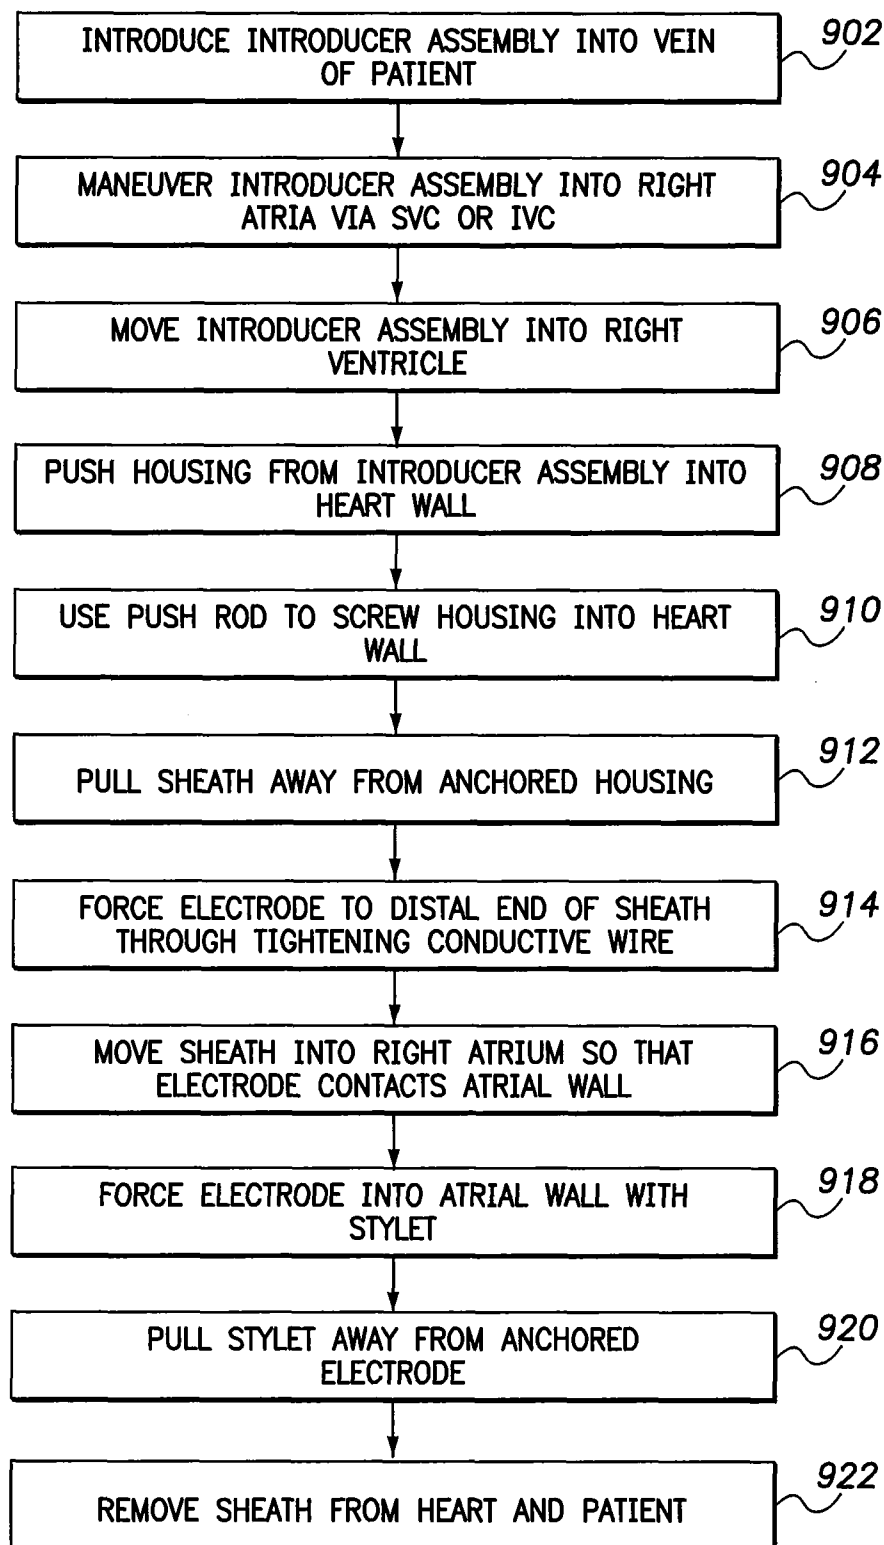 INTRODUCE INTRODUCER ASSEMBLY INTO VEIN
OF PATIENT
902
MANEUVER INTRODUCER ASSEMBLY INTO RIGHT
ATRIA VIA SVC OR IVC
904
MOVE INTRODUCER ASSEMBLY INTO RIGHT
VENTRICLE
906
PUSH HOUSING FROM INTRODUCER ASSEMBLY INTO
HEART WALL
908
USE PUSH ROD TO SCREW HOUSING INTO HEART
WALL
910
PULL SHEATH AWAY FROM ANCHORED HOUSING
912
FORCE ELECTRODE TO DISTAL END OF SHEATH
THROUGH TIGHTENING CONDUCTIVE WIRE
914
MOVE SHEATH INTO RIGHT ATRIUM SO THAT
ELECTRODE CONTACTS ATRIAL WALL
916
FORCE ELECTRODE INTO ATRIAL WALL WITH
STYLET
918
PULL STYLET AWAY FROM ANCHORED
ELECTRODE
920
REMOVE SHEATH FROM HEART AND PATIENT
922